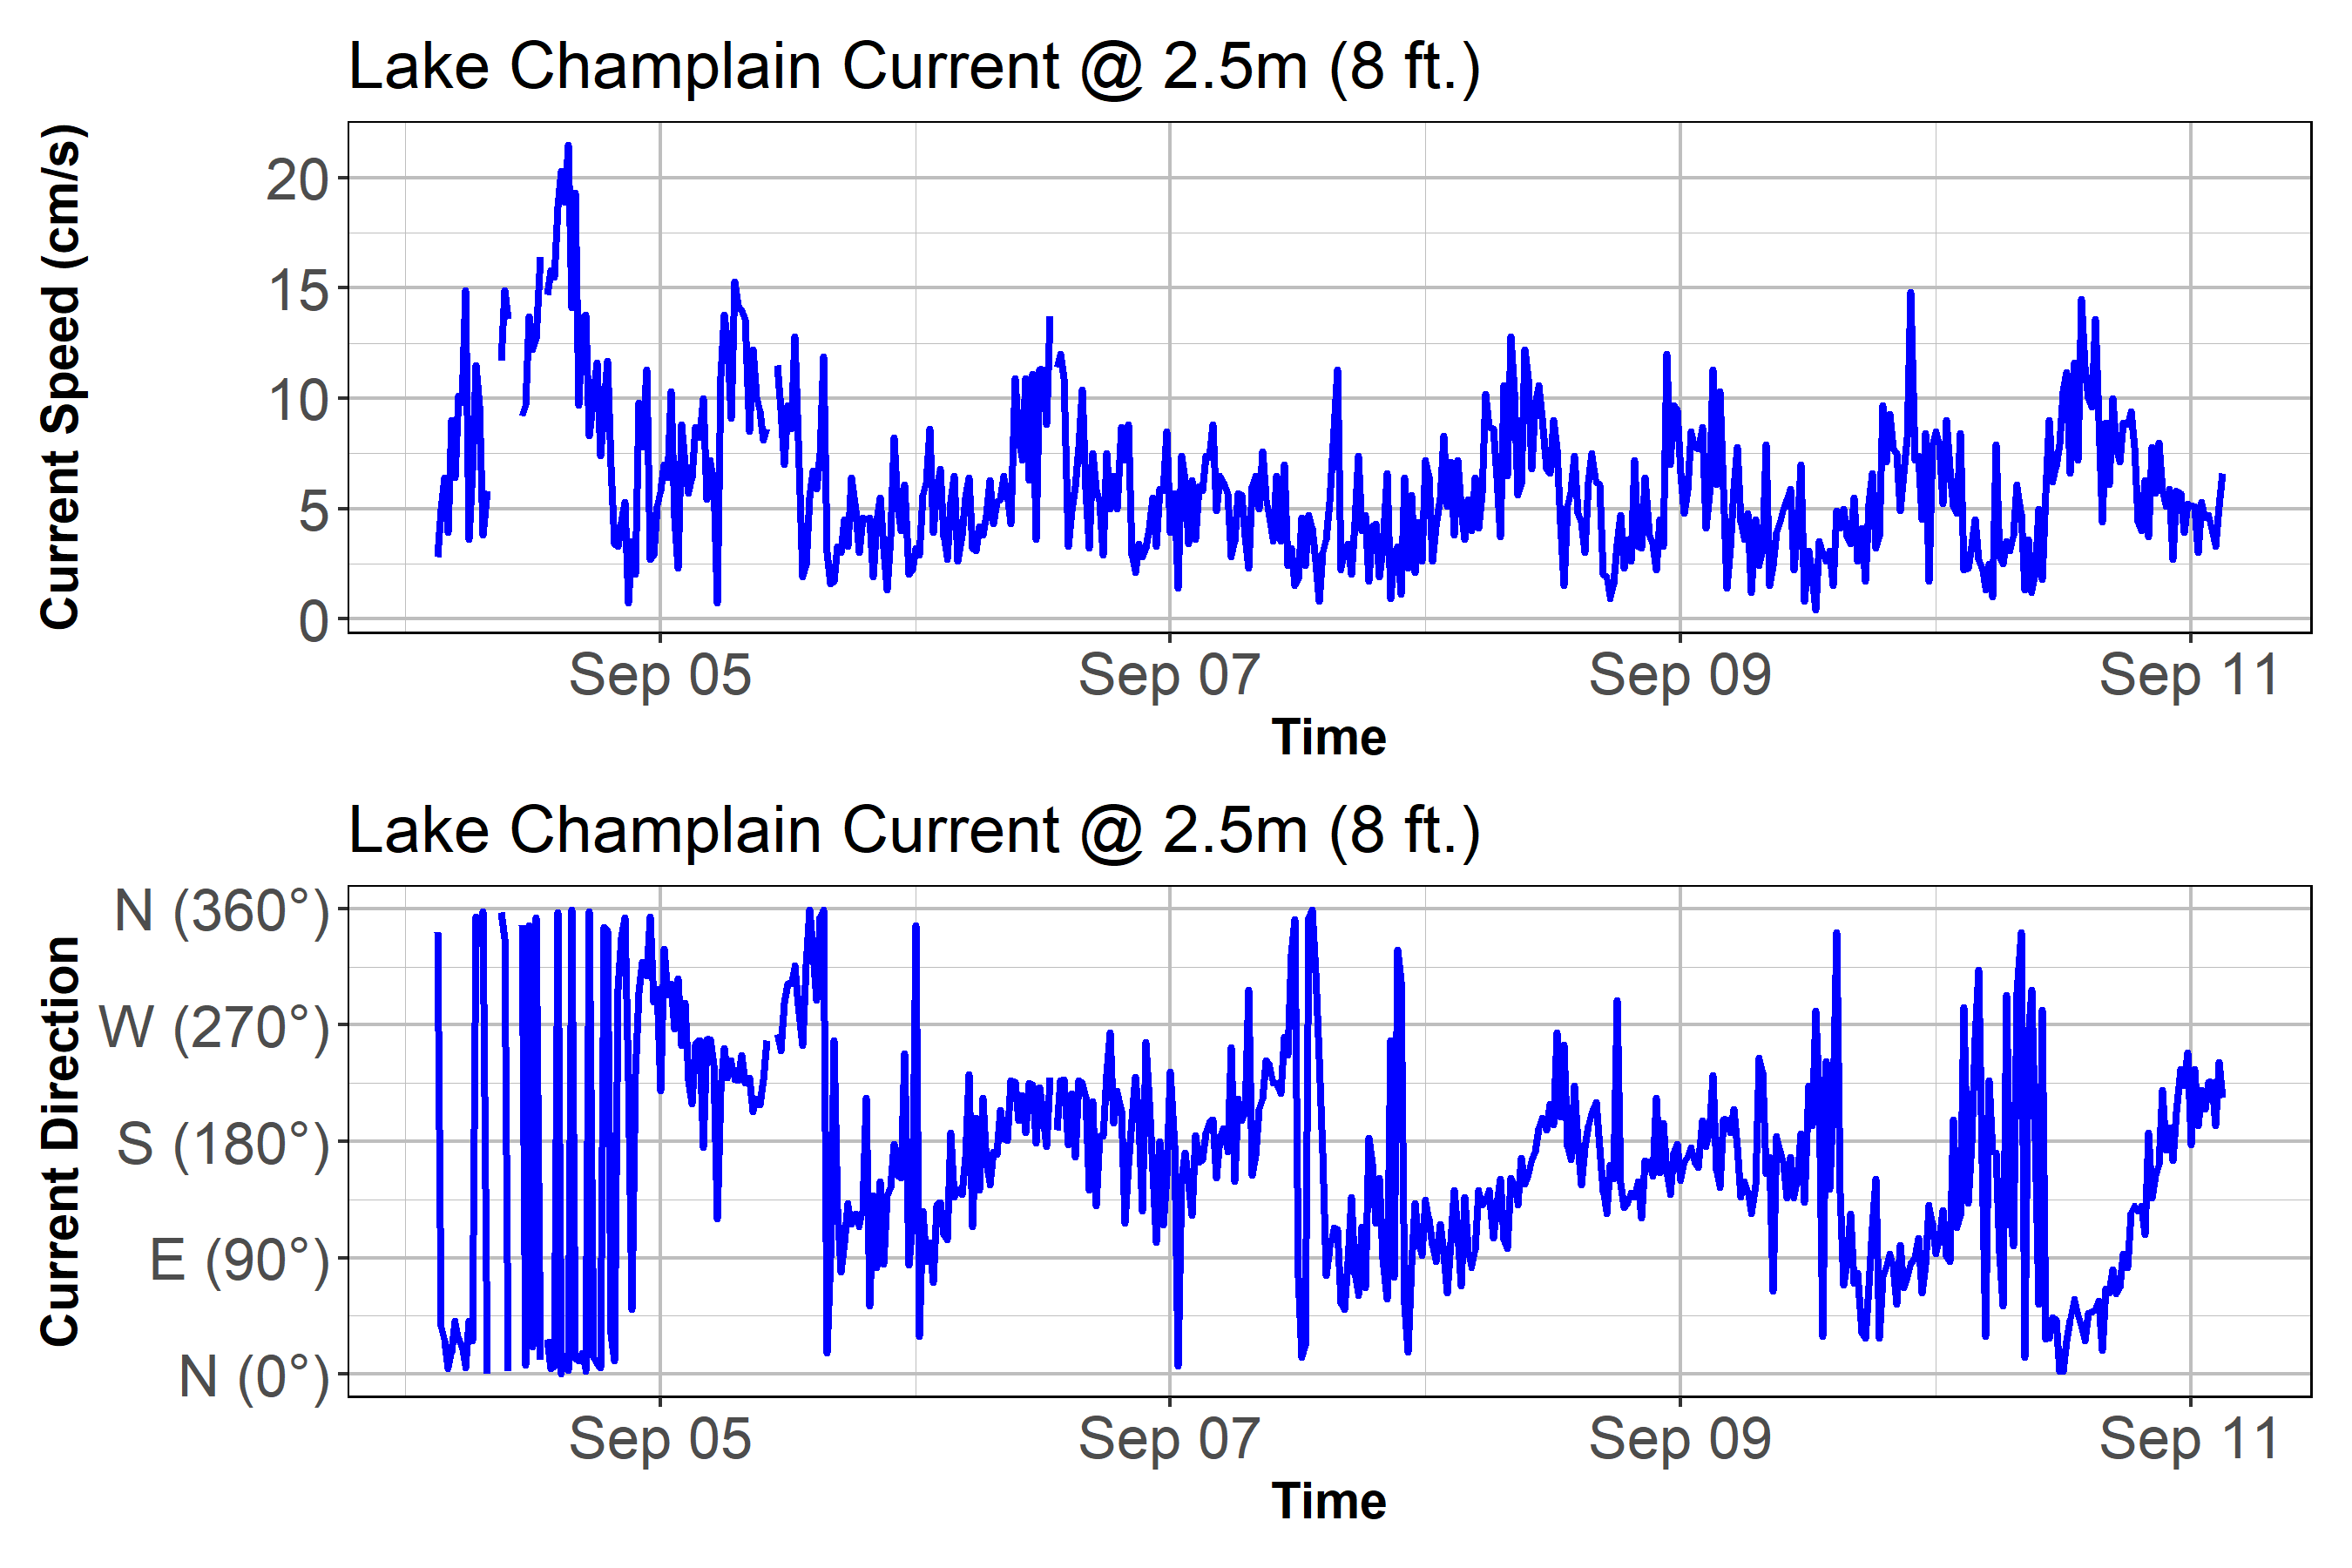 Lake Champlain Current @ 2.5m (8 ft.)
Current Speed (cm/s)
20
15
10
5
0
Sep 05 Sep 07 Sep 09 Sep 11
Time
Lake Champlain Current @ 2.5m (8 ft.)
Current Direction
N (360°)
W (270°)
S (180°)
E (90°)
N (0°)
Sep 05 Sep 07 Sep 09 Sep 11
Time